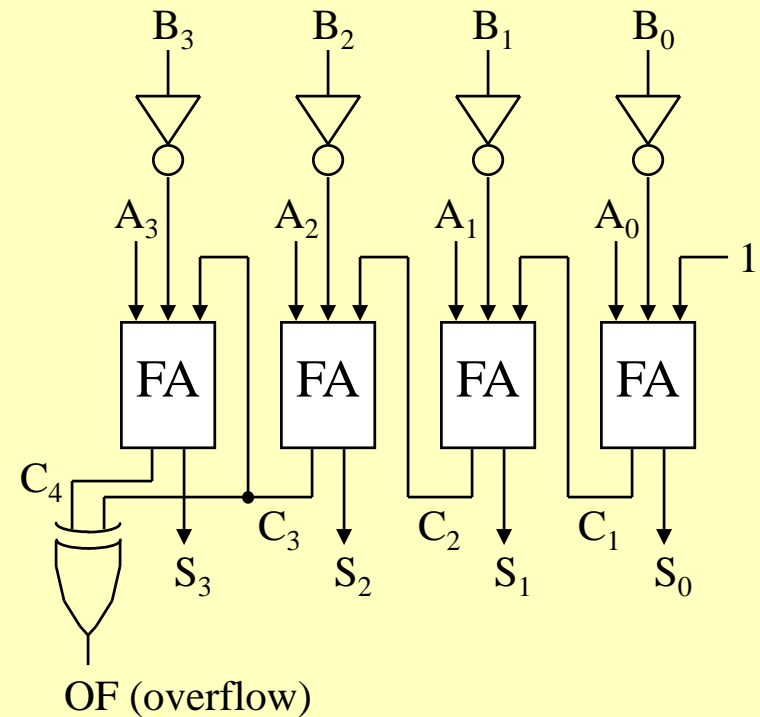 B₃ B₂ B₁ B₀
A₃ A₂ A₁ A₀ 1
FA FA FA FA
C₄ C₃ C₂ C₁
S₃ S₂ S₁ S₀
OF (overflow)